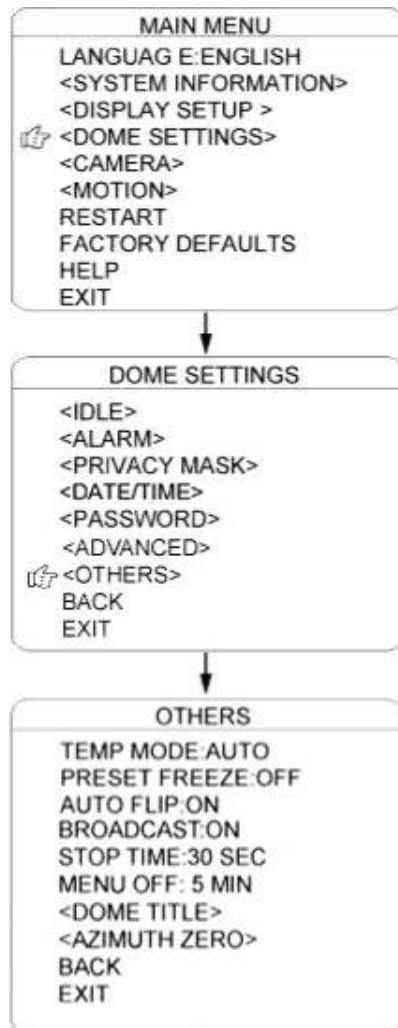 MAIN MENU
LANGUAG E:ENGLISH
<SYSTEM INFORMATION>
<DISPLAY SETUP >
<DOME SETTINGS>
<CAMERA>
<MOTION>
RESTART
FACTORY DEFAULTS
HELP
EXIT
DOME SETTINGS
<IDLE>
<ALARM>
<PRIVACY MASK>
<DATE/TIME>
<PASSWORD>
<ADVANCED>
<OTHERS>
BACK
EXIT
OTHERS
TEMP MODE:AUTO
PRESET FREEZE:OFF
AUTO FLIP:ON
BROADCAST:ON
STOP TIME:30 SEC
MENU OFF: 5 MIN
<DOME TITLE>
<AZIMUTH ZERO>
BACK
EXIT